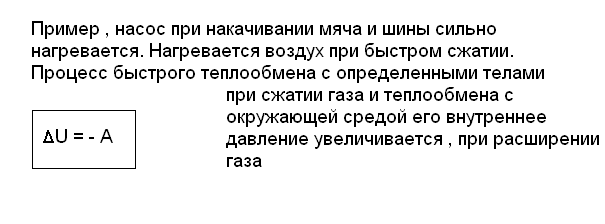 Пример , насос при накачивании мяча и шины сильно
нагревается. Нагревается воздух при быстром сжатии.
Процесс быстрого теплообмена с определенными телами
при сжатии газа и теплообмена с
окружающей средой его внутреннее
давление увеличивается , при расширении
газа
ΔU = - A